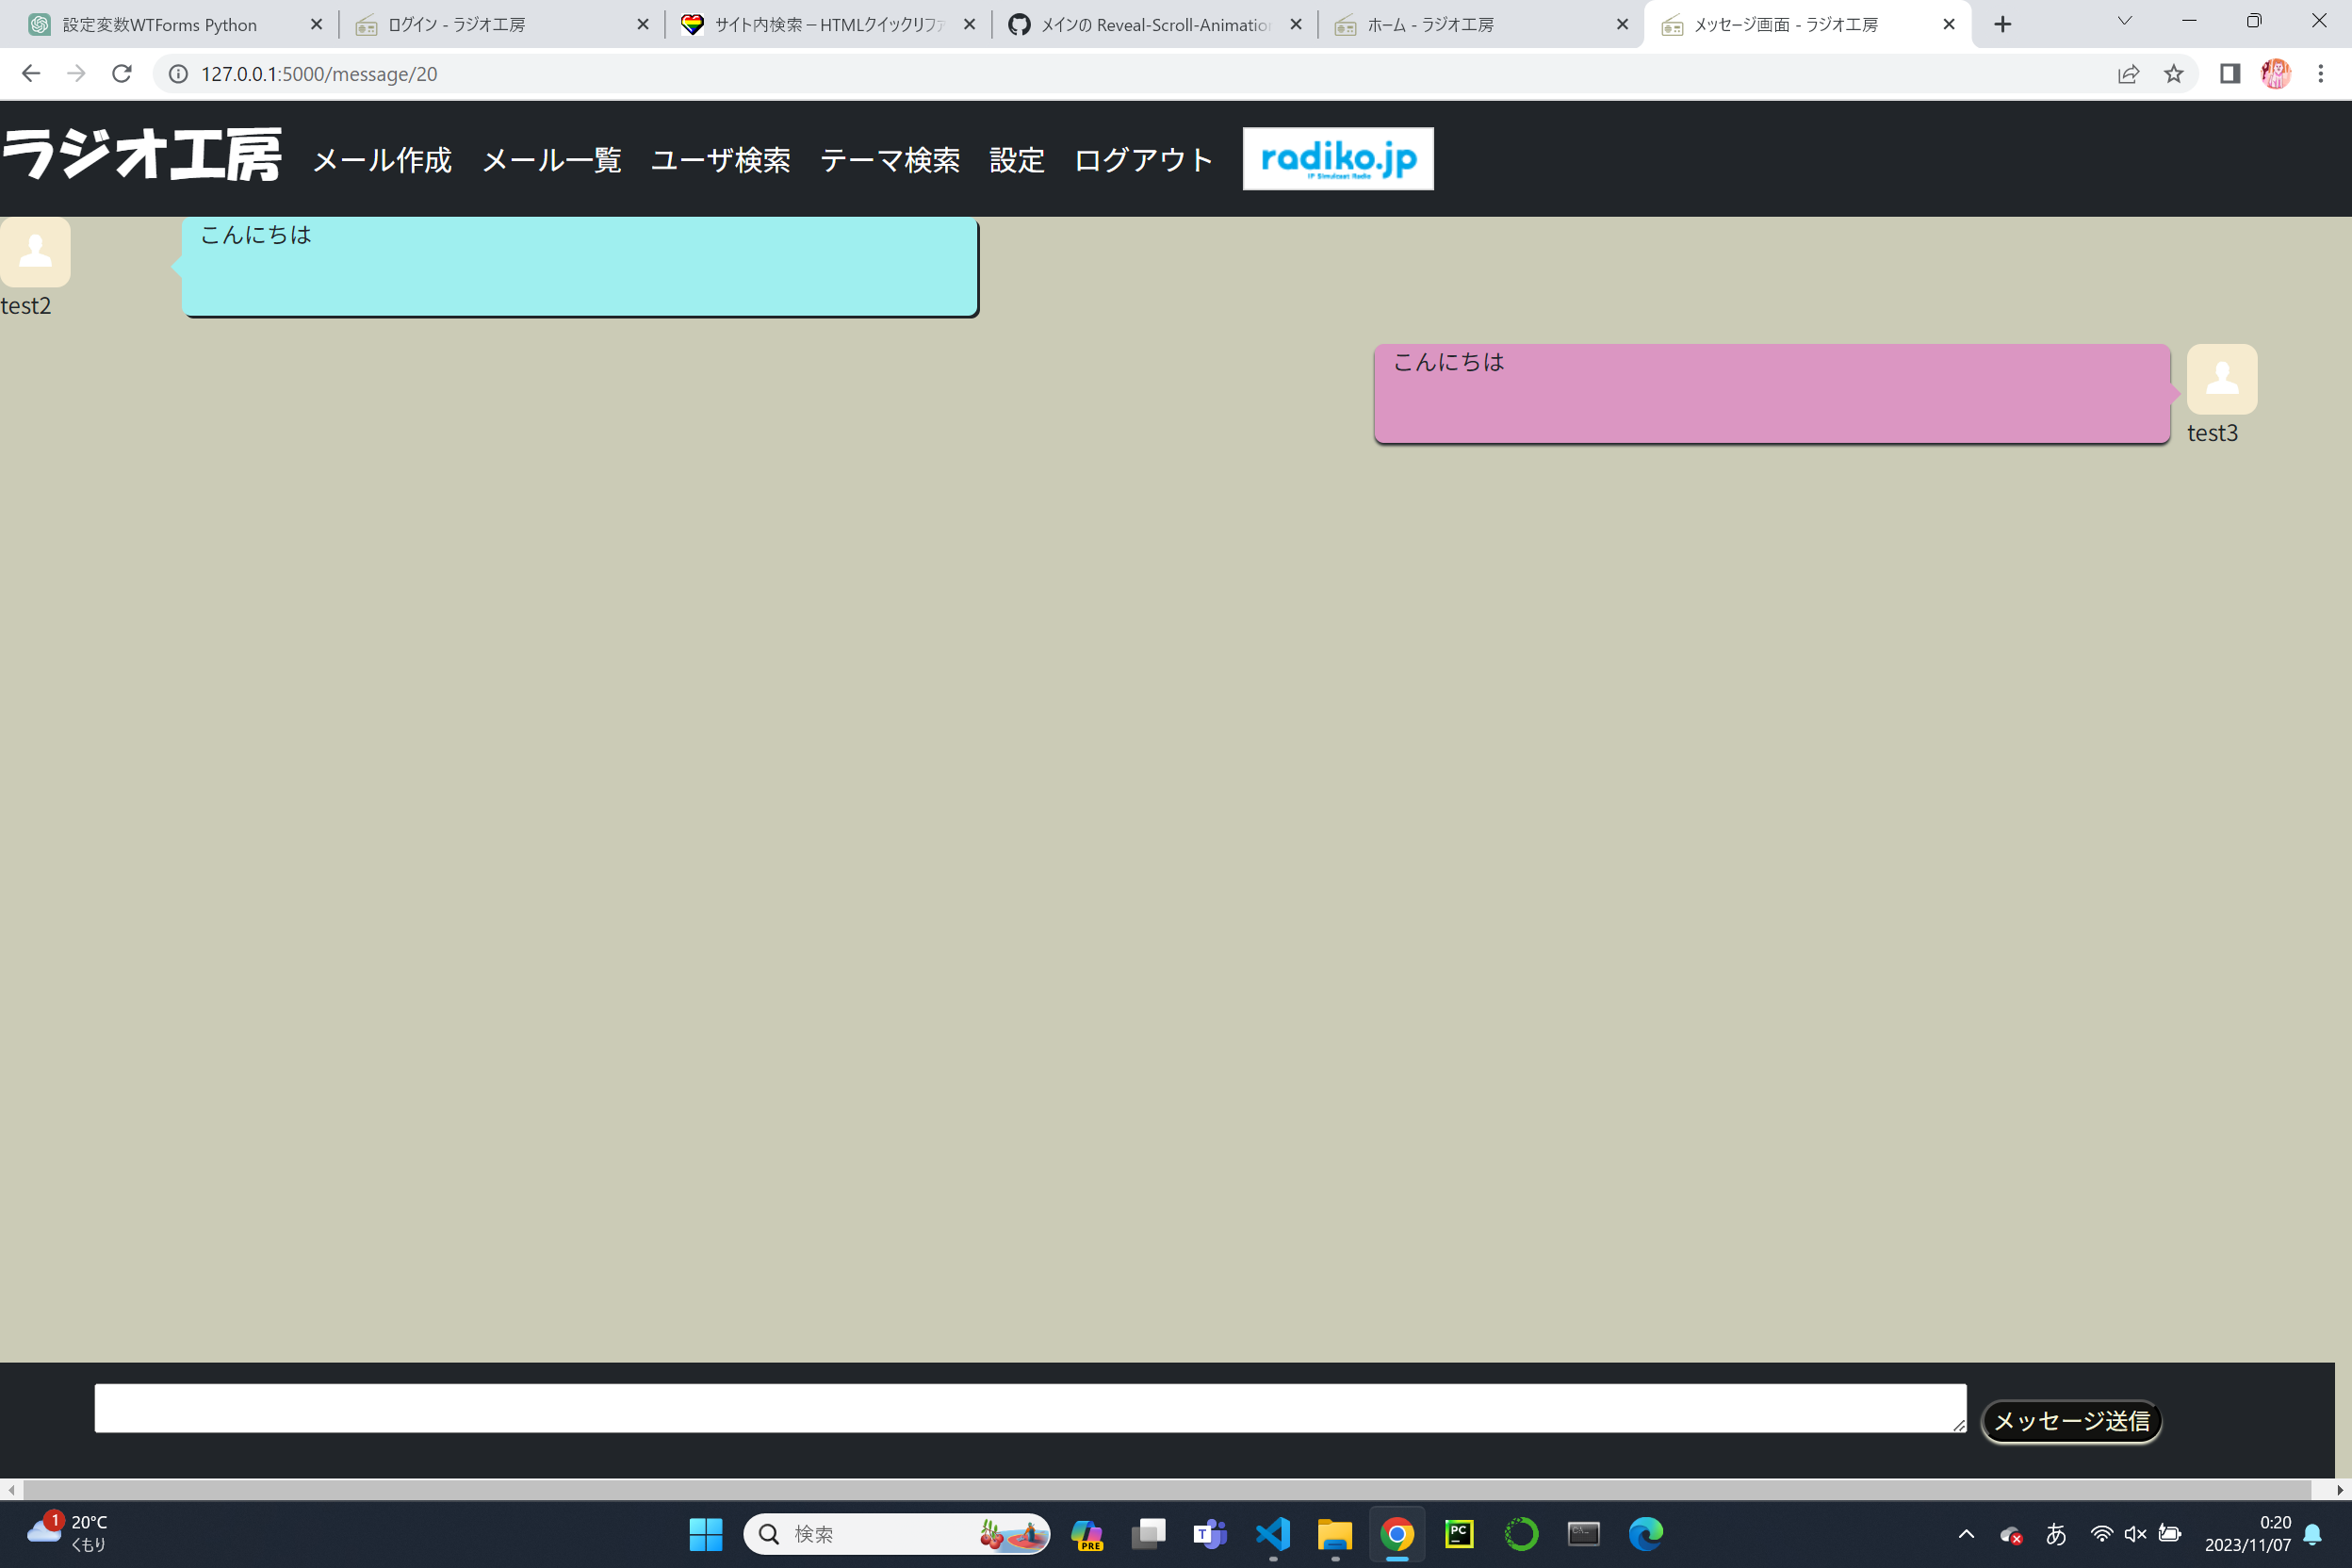 設定変数WTForms Python
ログイン - ラジオ工房
サイト内検索－HTMLクイックリファ
メインの Reveal-Scroll-Animatio
ホーム - ラジオ工房
メッセージ画面 - ラジオ工房
127.0.0.1:5000/message/20
ラジオ工房
メール作成
メール一覧
ユーザ検索
テーマ検索
設定
ログアウト
radiko.jp
IP Simulcast Radio
こんにちは
test2
こんにちは
test3
メッセージ送信
1
20°C
くもり
検索
PRE
T
PC
C:\.
あ
0:20
2023/11/07